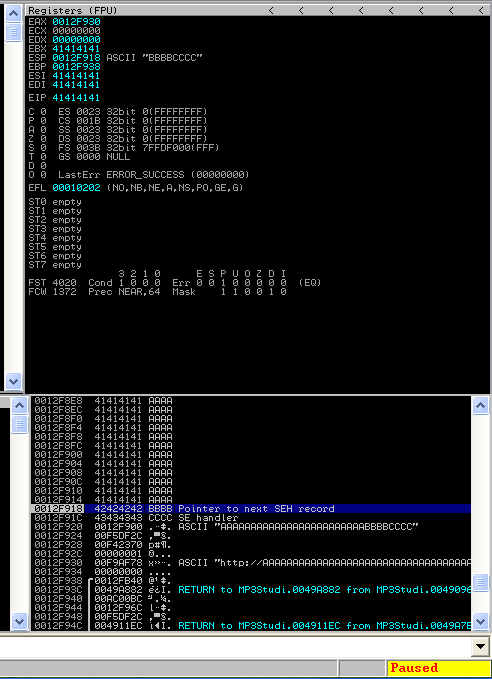 Registers (FPU) < < < < < < <
EAX 0012F930
ECX 00000000
EDX 00000000
EBX 41414141
ESP 0012F918 ASCII "BBBBCCCC"
EBP 0012F938
ESI 41414141
EDI 41414141
EIP 41414141
C 0 ES 0023 32bit 0(FFFFFFFF)
P 0 CS 001B 32bit 0(FFFFFFFF)
A 0 SS 0023 32bit 0(FFFFFFFF)
Z 0 DS 0023 32bit 0(FFFFFFFF)
S 0 FS 003B 32bit 7FFDF000(FFF)
T 0 GS 0000 NULL
D 0
O 0 LastErr ERROR_SUCCESS (00000000)
EFL 00010202 (NO,NB,NE,A,NS,PO,GE,G)
ST0 empty
ST1 empty
ST2 empty
ST3 empty
ST4 empty
ST5 empty
ST6 empty
ST7 empty
3 2 1 0 E S P U O Z D I
FST 4020 Cond 1 0 0 0 Err 0 0 1 0 0 0 0 0 (EQ)
FCW 1372 Prec NEAR,64 Mask 1 1 0 0 1 0
0012F8E8 41414141 AAAA
0012F8EC 41414141 AAAA
0012F8F0 41414141 AAAA
0012F8F4 41414141 AAAA
0012F8F8 41414141 AAAA
0012F8FC 41414141 AAAA
0012F900 41414141 AAAA
0012F904 41414141 AAAA
0012F908 41414141 AAAA
0012F90C 41414141 AAAA
0012F910 41414141 AAAA
0012F914 41414141 AAAA
0012F918 42424242 BBBB Pointer to next SEH record
0012F91C 43434343 CCCC SE handler
0012F920 0012F900 ASCII "AAAAAAAAAAAAAAAAAAAAAAAABBBBCCCC"
0012F924 00F5DF2C
0012F928 00F42370
0012F92C 00000001
0012F930 00F9AF78 ASCII "http://AAAAAAAAAAAAAAAAAAAAAAAAAAAA
0012F934 00000000 ....
0012F938 0012FB40
0012F93C 0049A882 RETURN to MP3Studi.0049A882 from MP3Studi.0049096
0012F940 00AC00BC
0012F944 0012F96C
0012F948 00F5DF2C
0012F94C 004911EC RETURN to MP3Studi.004911EC from MP3Studi.0049A7E
Paused